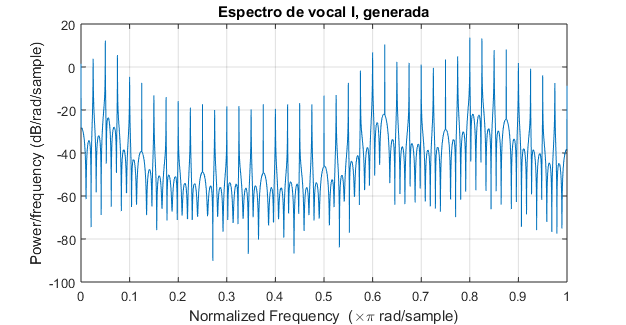 Espectro de vocal I, generada
Power/frequency (dB/rad/sample)
20
0
-20
-40
-60
-80
-100
0 0.1 0.2 0.3 0.4 0.5 0.6 0.7 0.8 0.9 1
Normalized Frequency (×π rad/sample)